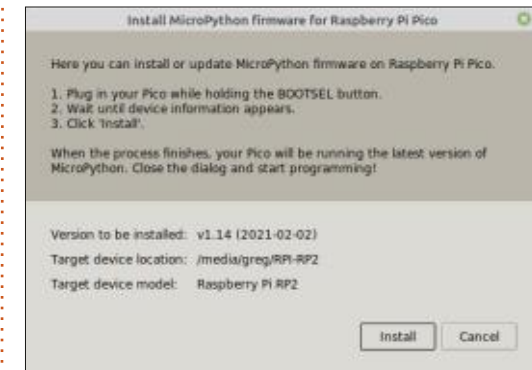 Install MicroPython firmware for Raspberry Pi Pico
Here you can install or update MicroPython firmware on Raspberry Pi Pico.
1. Plug in your Pico while holding the BOOTSEL button.
2. Wait until device information appears.
3. Click 'Install'.
When the process finishes, your Pico will be running the latest version of
MicroPython. Close the dialog and start programming!
Version to be installed: v1.14 (2021-02-02)
Target device location: /media/greg/RPI-RP2
Target device model: Raspberry Pi RP2
Install Cancel